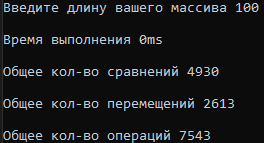 Введите длину вашего массива 100
Время выполнения 0ms
Общее кол-во сравнений 4930
Общее кол-во перемещений 2613
Общее кол-во операций 7543